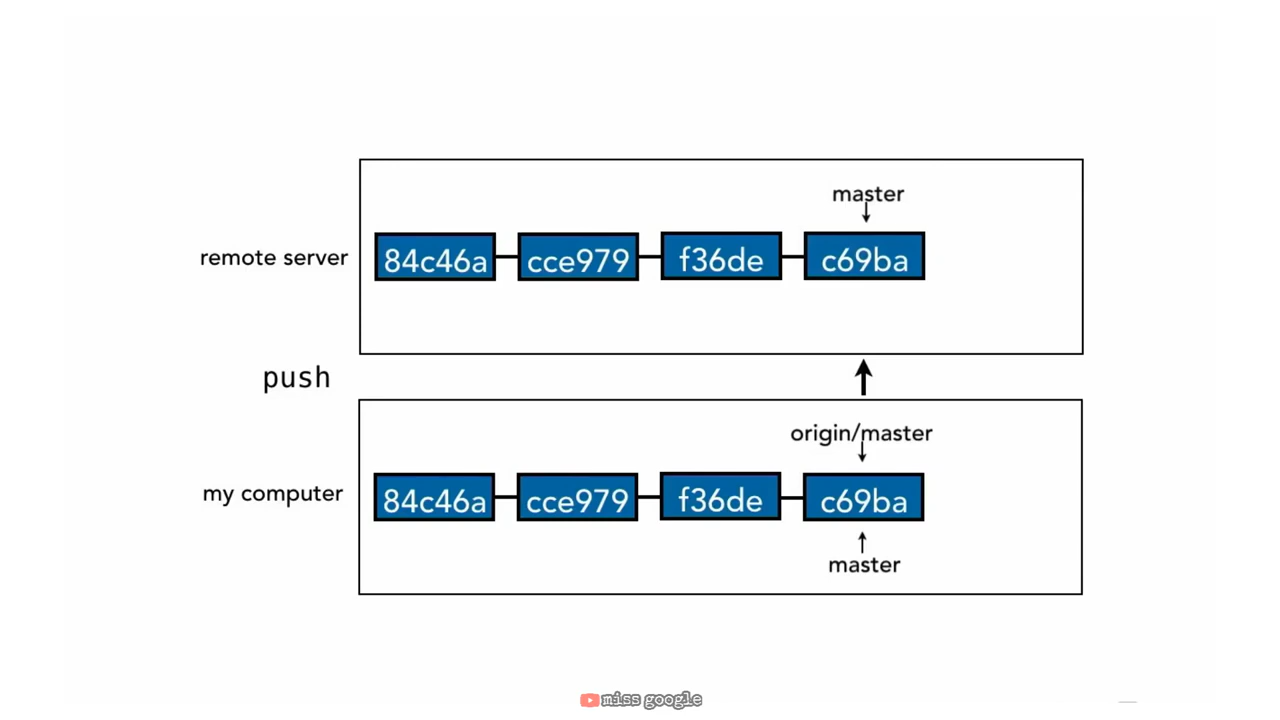 master
remote server
84c46a
cce979
f36de
c69ba
push
origin/master
my computer
84c46a
cce979
f36de
c69ba
master
miss google